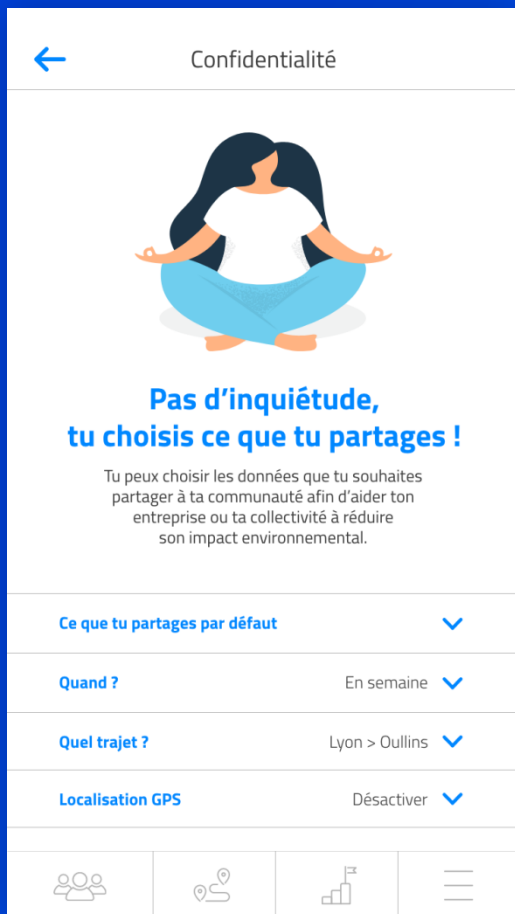 Confidentialité
Pas d’inquiétude,
tu choisis ce que tu partages !
Tu peux choisir les données que tu souhaites
partager à ta communauté afin d’aider ton
entreprise ou ta collectivité à réduire
son impact environnemental.
Ce que tu partages par défaut
Quand ? En semaine
Quel trajet ? Lyon > Oullins
Localisation GPS Désactiver